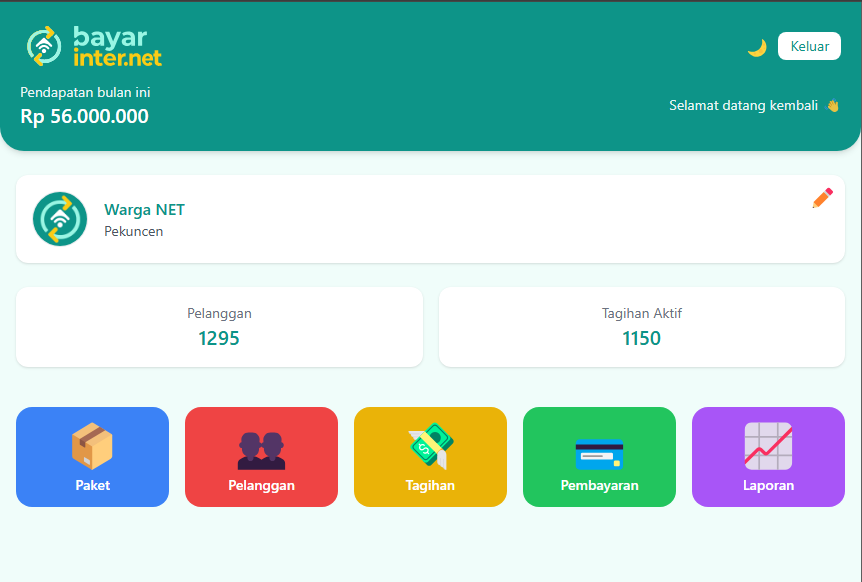 bayar
inter.net
Keluar
Pendapatan bulan ini
Rp 56.000.000
Selamat datang kembali 👋
Warga NET
Pekuncen
Pelanggan
1295
Tagihan Aktif
1150
Paket
Pelanggan
Tagihan
Pembayaran
Laporan